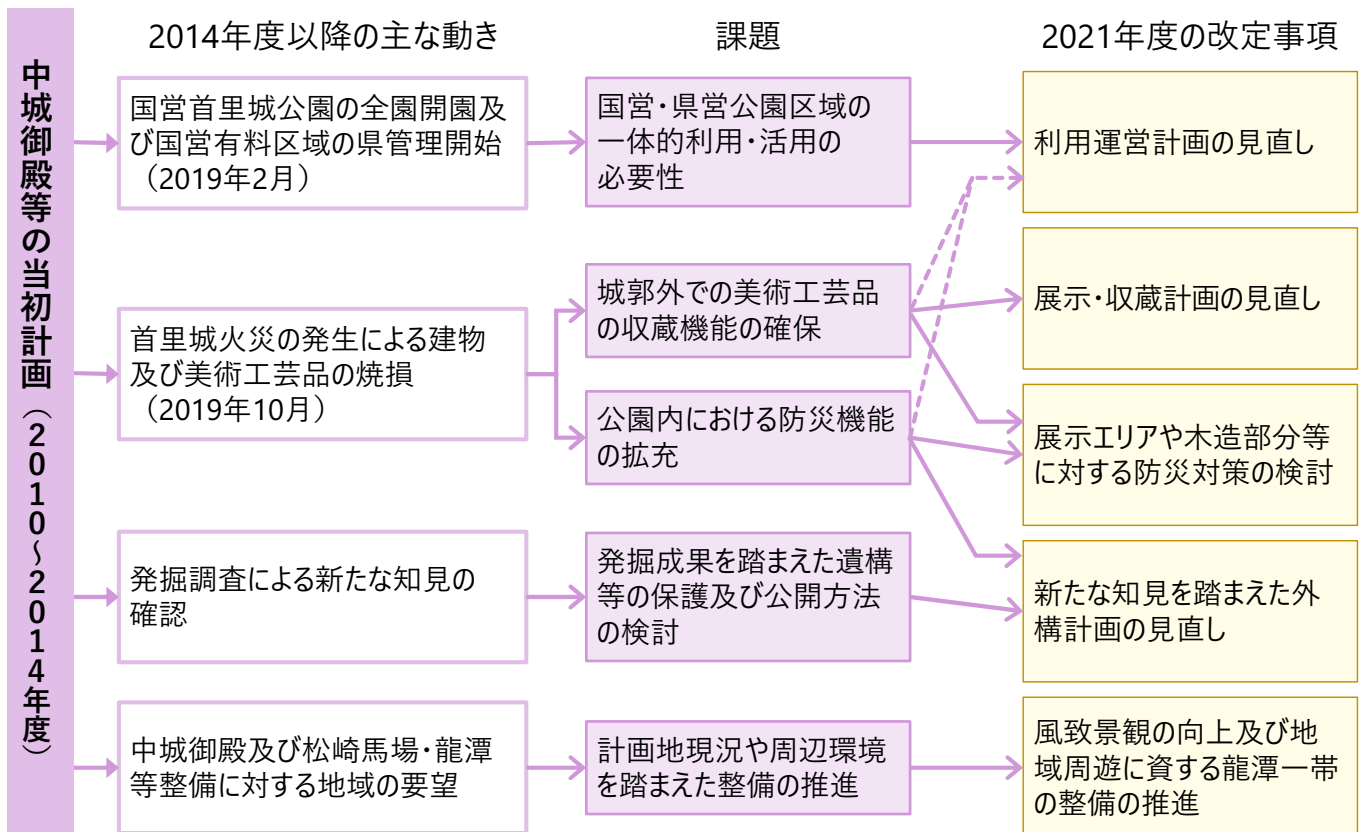 中城御殿等の当初計画（2010～2014年度）
2014年度以降の主な動き
課題
2021年度の改定事項
国営首里城公園の全園開園及
び国営有料区域の県管理開始
（2019年2月）
国営・県営公園区域の
一体的利用・活用の
必要性
利用運営計画の見直し
首里城火災の発生による建物
及び美術工芸品の焼損
（2019年10月）
城郭外での美術工芸品
の収蔵機能の確保
公園内における防災機能
の拡充
展示・収蔵計画の見直し
展示エリアや木造部分等
に対する防災対策の検討
発掘調査による新たな知見の
確認
発掘成果を踏まえた遺構
等の保護及び公開方法
の検討
新たな知見を踏まえた外
構計画の見直し
中城御殿及び松崎馬場・龍潭
等整備に対する地域の要望
計画地現況や周辺環境
を踏まえた整備の推進
風致景観の向上及び地
域周遊に資する龍潭一帯
の整備の推進